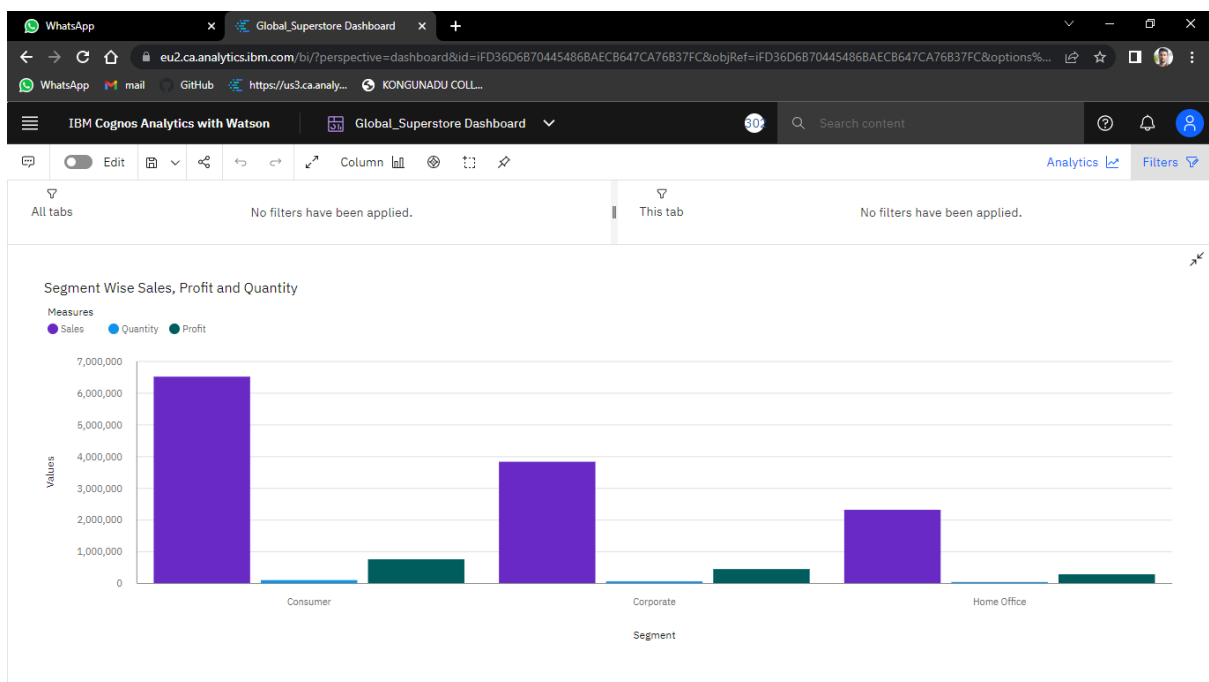 WhatsApp
Global_Superstore Dashboard
eu2.ca.analytics.ibm.com/bi/?perspective=dashboard&id=iFD36D6B70445486BAECB647CA76B37FC&objRef=iFD36D6B70445486BAECB647CA76B37FC&options%...
WhatsApp M mail GitHub https://us3.ca.analy... KONGUNADU COLL...
IBM Cognos Analytics with Watson Global_Superstore Dashboard 302 Search content
Edit Column Analytics Filters
All tabs No filters have been applied. This tab No filters have been applied.
Segment Wise Sales, Profit and Quantity
Measures
Sales Quantity Profit
7,000,000
6,000,000
5,000,000
4,000,000
3,000,000
2,000,000
1,000,000
0
Values
Consumer Corporate Home Office
Segment